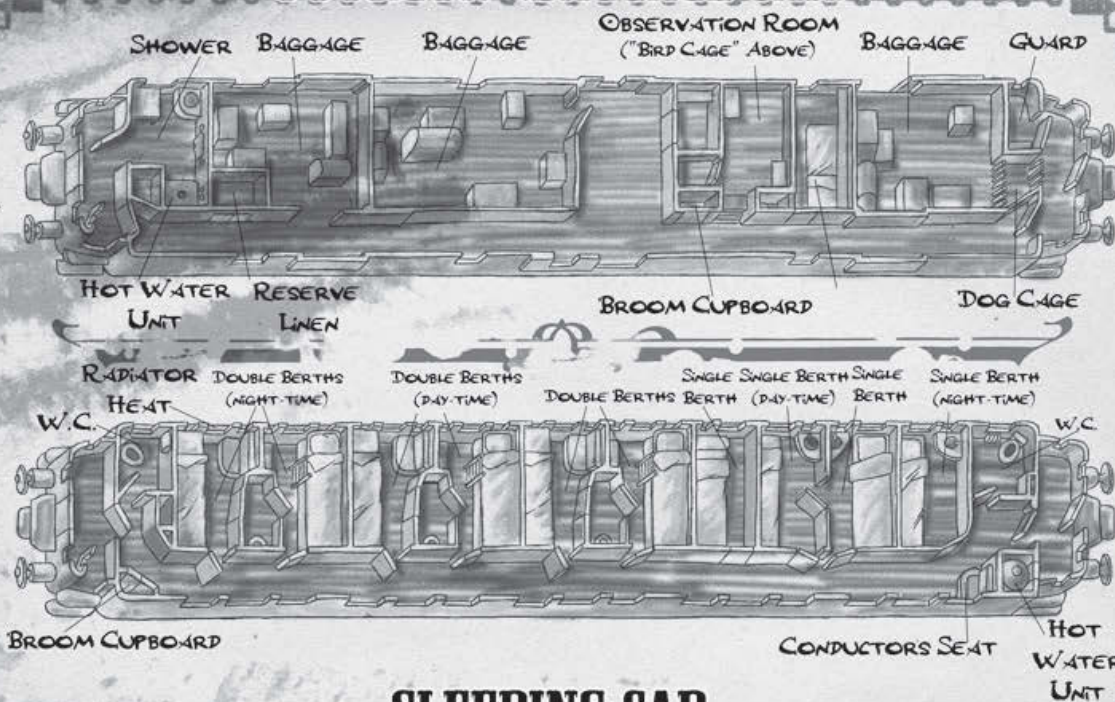 SHOWER
BAGGAGE
BAGGAGE
OBSERVATION ROOM
("BIRD CAGE" ABOVE)
BAGGAGE
GUARD
HOT WATER
UNIT
RESERVE
LINEN
BROOM CUPBOARD
DOG CAGE
W.C.
RADIATOR
HEAT
DOUBLE BERTHS
(NIGHT-TIME)
DOUBLE BERTHS
(DAY-TIME)
DOUBLE BERTHS
SINGLE
BERTH
SINGLE BERTH
(DAY-TIME)
SINGLE
BERTH
SINGLE BERTH
(NIGHT-TIME)
W.C.
BROOM CUPBOARD
CONDUCTORS SEAT
HOT
WATER
UNIT
SLEEPING CAR